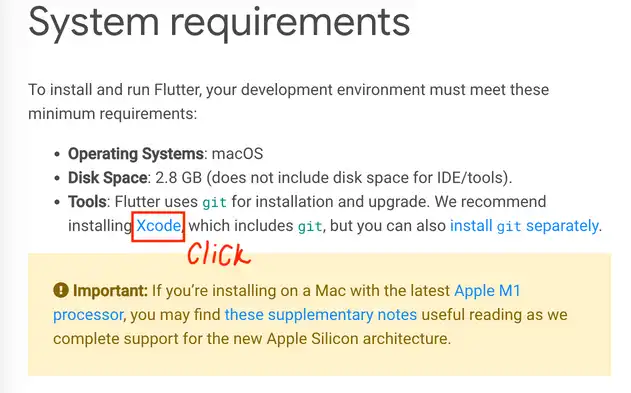 System requirements
To install and run Flutter, your development environment must meet these
minimum requirements:
• Operating Systems: macOS
• Disk Space: 2.8 GB (does not include disk space for IDE/tools).
• Tools: Flutter uses git for installation and upgrade. We recommend
installing Xcode, which includes git, but you can also install git separately.
click
Important: If you’re installing on a Mac with the latest Apple M1
processor, you may find these supplementary notes useful reading as we
complete support for the new Apple Silicon architecture.